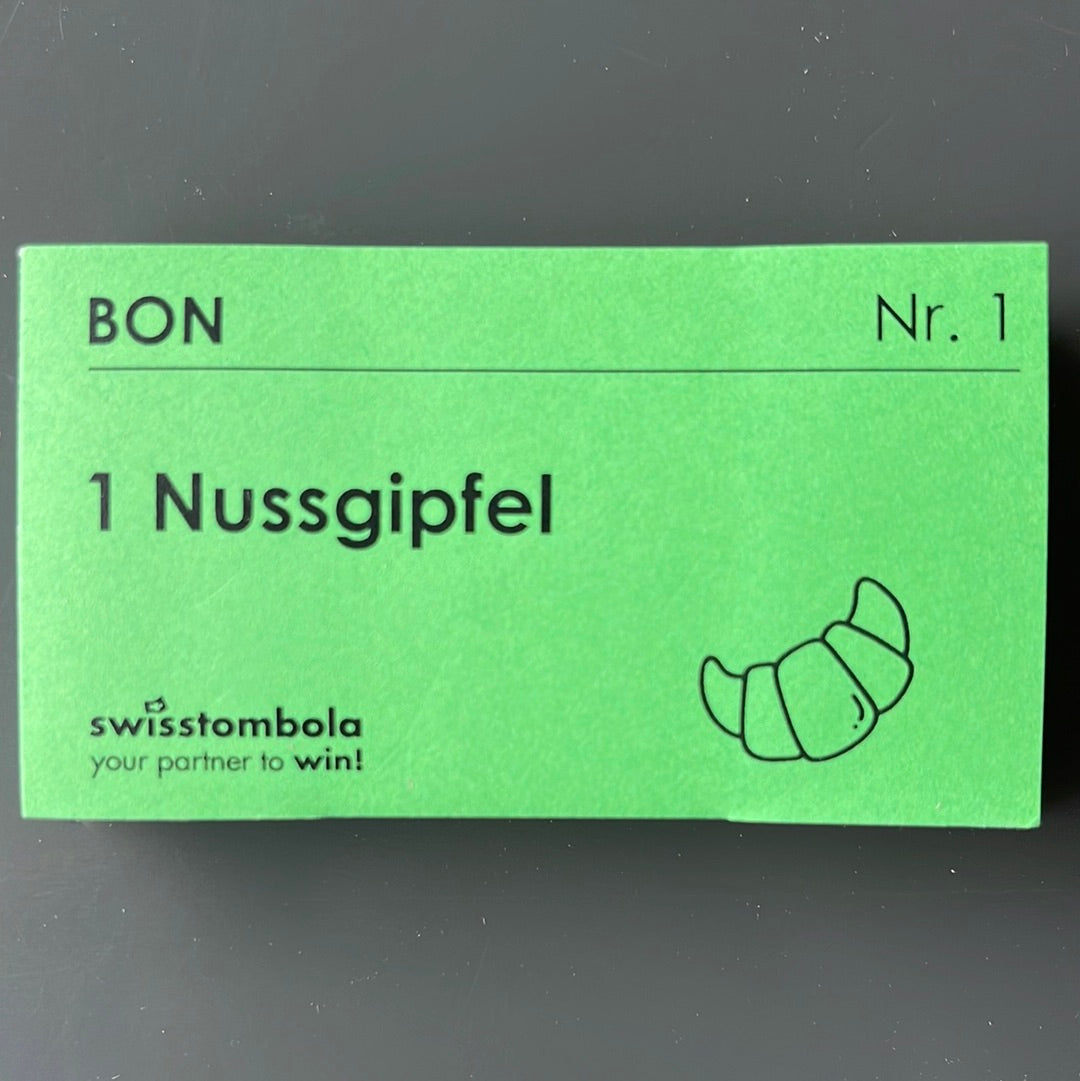 BON Nr. 1
1 Nussgipfel
swisstombola
your partner to win!